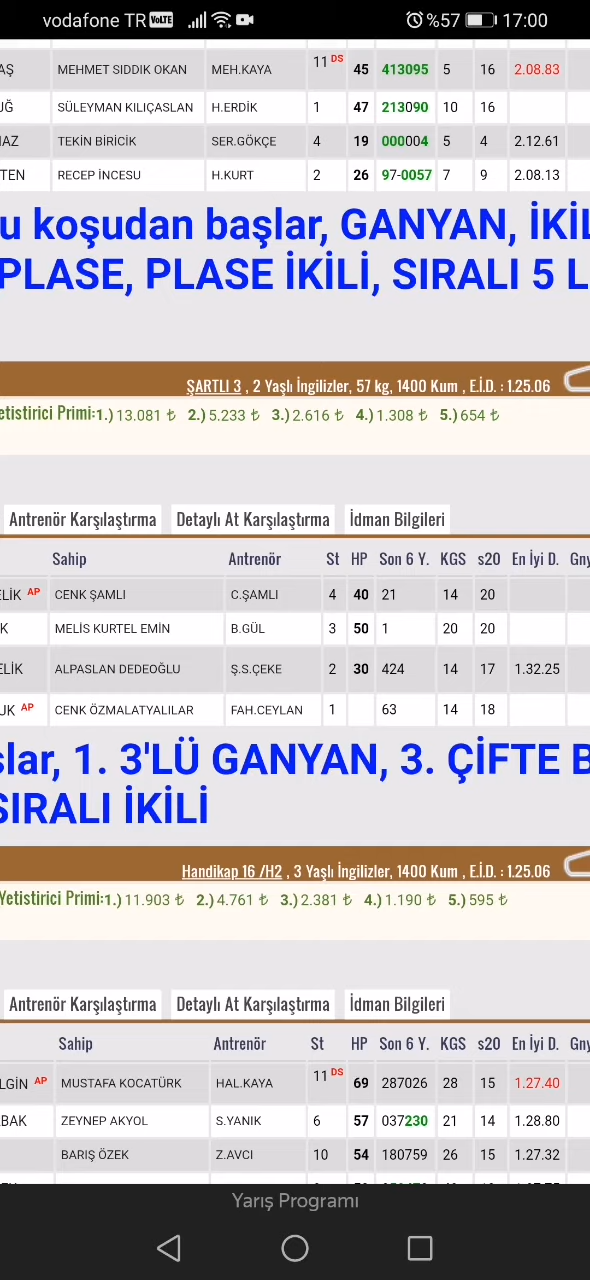 vodafone TR VoLTE %57 17:00
AŞ MEHMET SIDDIK OKAN MEH.KAYA 11 DS 45 413095 5 16 2.08.83
UĞ SÜLEYMAN KILIÇASLAN H.ERDİK 1 47 213090 10 16
MAZ TEKİN BİRİCİK SER.GÖKÇE 4 19 000004 5 4 2.12.61
TEN RECEP İNCESU H.KURT 2 26 97-0057 7 9 2.08.13
u koşudan başlar, GANYAN, İKİL
PLASE, PLASE İKİLİ, SIRALI 5 L
ŞARTLI 3 , 2 Yaşlı İngilizler, 57 kg, 1400 Kum , E.İ.D. : 1.25.06
etistirici Primi:1.) 13.081 ₺ 2.) 5.233 ₺ 3.) 2.616 ₺ 4.) 1.308 ₺ 5.) 654 ₺
Antrenör Karşılaştırma Detaylı At Karşılaştırma İdman Bilgileri
Sahip Antrenör St HP Son 6 Y. KGS s20 En İyi D. Gny
ELİK AP CENK ŞAMLI C.ŞAMLI 4 40 21 14 20
K MELİS KURTEL EMİN B.GÜL 3 50 1 20 20
ELİK ALPASLAN DEDEOĞLU Ş.S.ÇEKE 2 30 424 14 17 1.32.25
UK AP CENK ÖZMALATYALILAR FAH.CEYLAN 1 63 14 18
şlar, 1. 3'LÜ GANYAN, 3. ÇİFTE B
SIRALI İKİLİ
Handikap 16 /H2 , 3 Yaşlı İngilizler, 1400 Kum , E.İ.D. : 1.25.06
Yetistirici Primi:1.) 11.903 ₺ 2.) 4.761 ₺ 3.) 2.381 ₺ 4.) 1.190 ₺ 5.) 595 ₺
Antrenör Karşılaştırma Detaylı At Karşılaştırma İdman Bilgileri
Sahip Antrenör St HP Son 6 Y. KGS s20 En İyi D. Gny
LGİN AP MUSTAFA KOCATÜRK HAL.KAYA 11 DS 69 287026 28 15 1.27.40
BAK ZEYNEP AKYOL S.YANIK 6 57 037230 21 14 1.28.80
BARIŞ ÖZEK Z.AVCI 10 54 180759 26 15 1.27.32
Yarış Programı